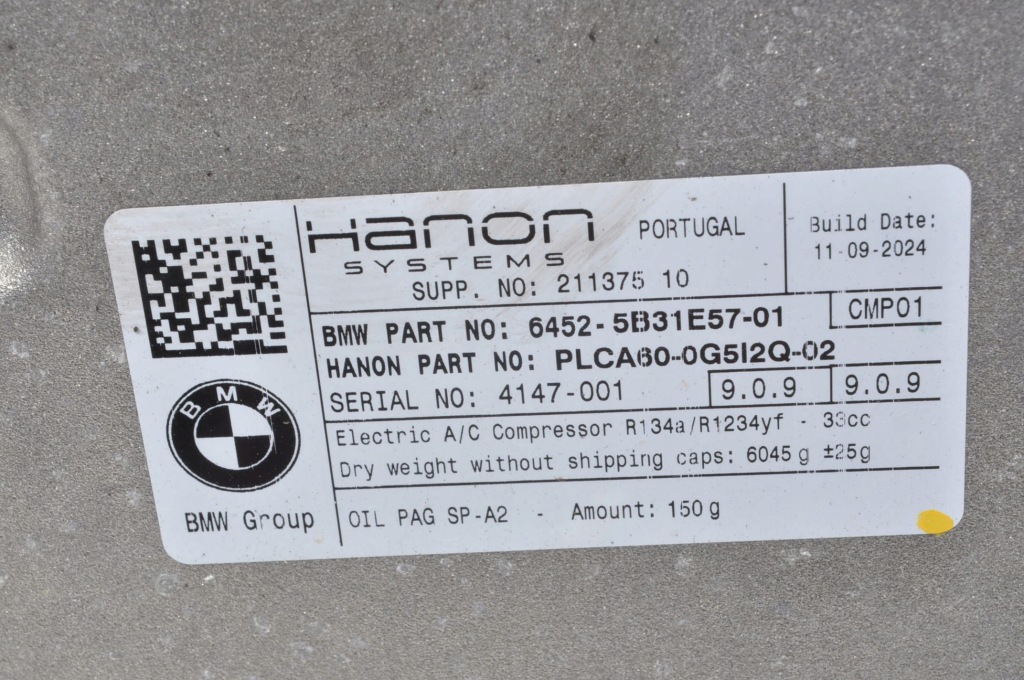 Hanon
SYSTEMS
PORTUGAL
SUPP. NO: 211375 10
Build Date:
11-09-2024
BMW PART NO: 6452-5B31E57-01
CMP01
HANON PART NO: PLCA60-0G5I2Q-02
SERIAL NO: 4147-001
9.0.9
9.0.9
Electric A/C Compressor R134a/R1234yf - 33cc
Dry weight without shipping caps: 6045 g ±25g
OIL PAG SP-A2 - Amount: 150 g
BMW
BMW Group